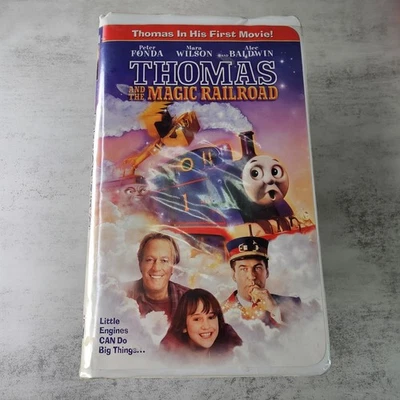 Thomas In His First Movie!
Peter FONDA Mara WILSON Alec BALDWIN
THOMAS
AND THE MAGIC RAILROAD
Little
Engines
CAN Do
Big Things...